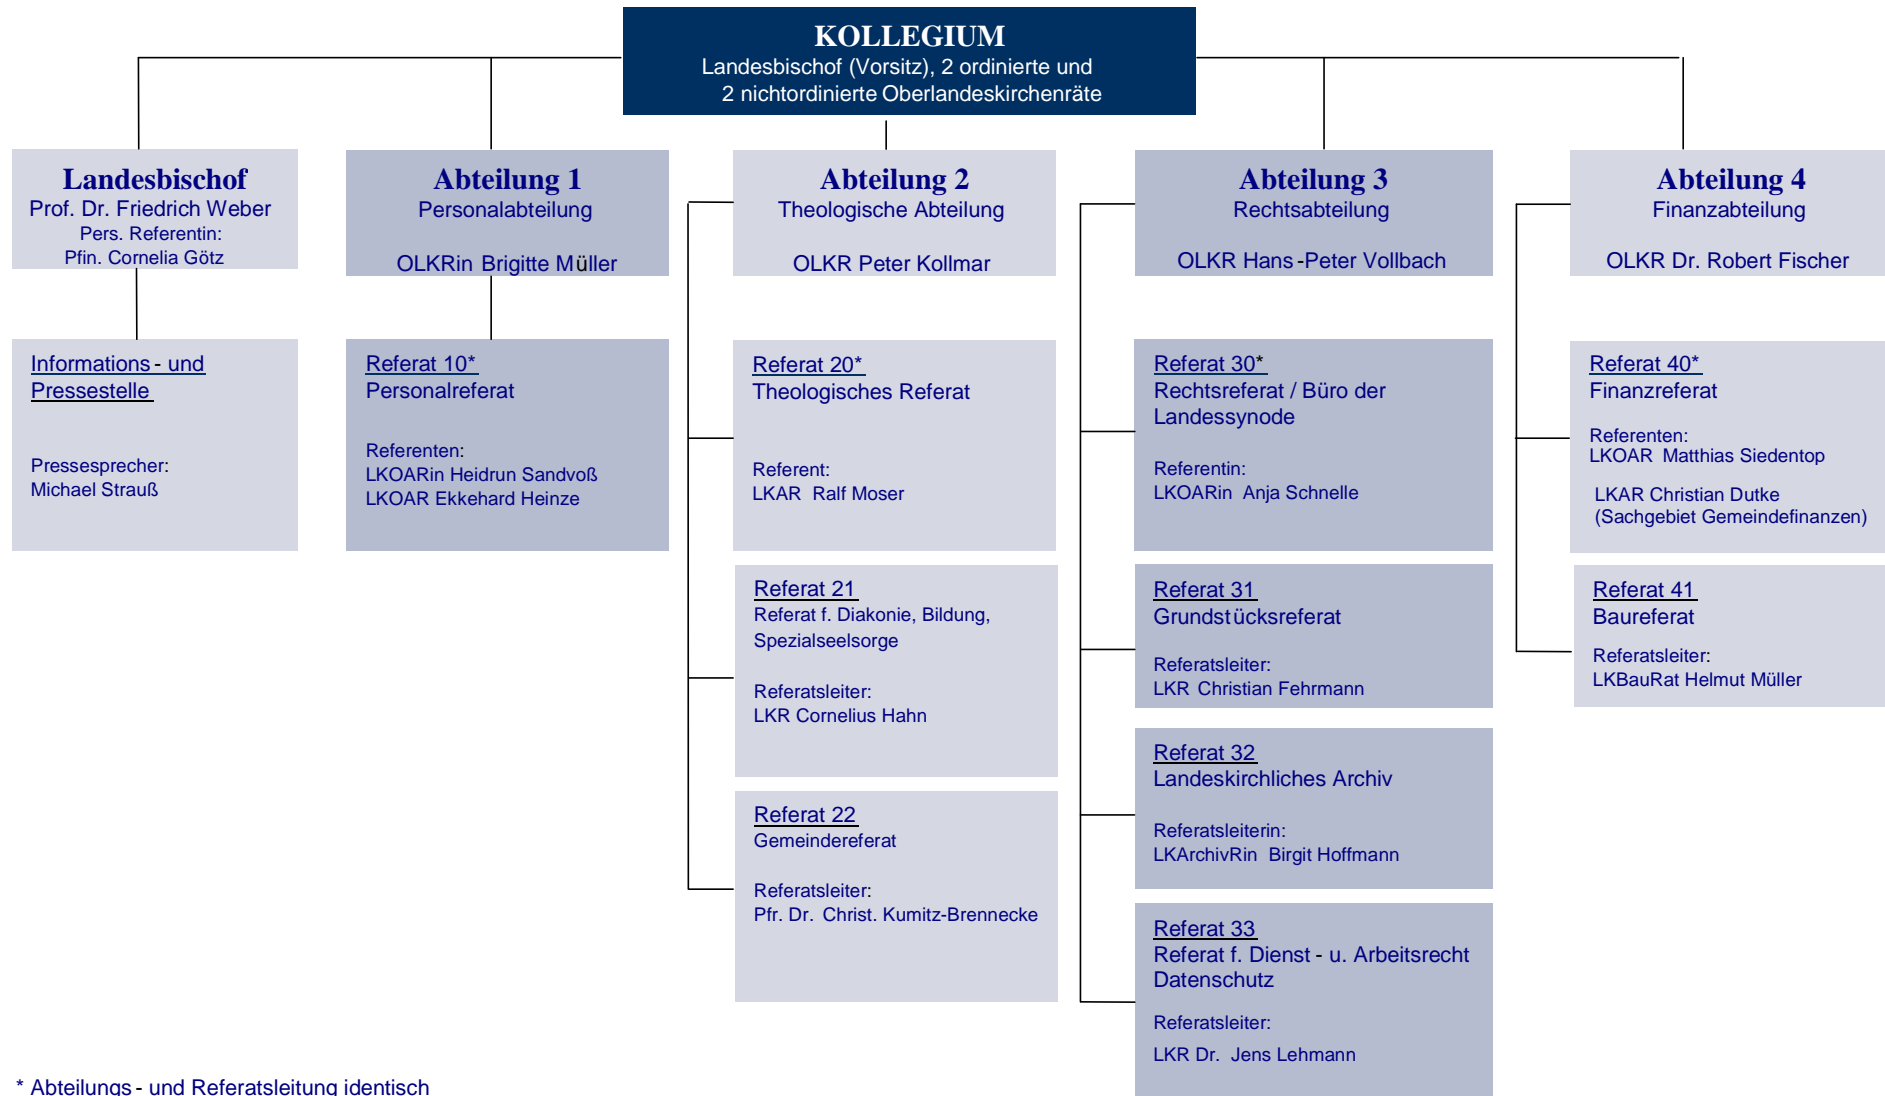 KOLLEGIUM
Landesbischof (Vorsitz), 2 ordinierte und
2 nichtordinierte Oberlandeskirchenräte
Landesbischof
Prof. Dr. Friedrich Weber
Pers. Referentin:
Pfin. Cornelia Götz
Informations - und
Pressestelle
Pressesprecher:
Michael Strauß
Abteilung 1
Personalabteilung
OLKRin Brigitte Müller
Referat 10*
Personalreferat
Referenten:
LKOARin Heidrun Sandvoß
LKOAR Ekkehard Heinze
Abteilung 2
Theologische Abteilung
OLKR Peter Kollmar
Referat 20*
Theologisches Referat
Referent:
LKAR Ralf Moser
Referat 21
Referat f. Diakonie, Bildung,
Spezialseelsorge
Referatsleiter:
LKR Cornelius Hahn
Referat 22
Gemeindereferat
Referatsleiter:
Pfr. Dr. Christ. Kumitz-Brennecke
Abteilung 3
Rechtsabteilung
OLKR Hans -Peter Vollbach
Referat 30*
Rechtsreferat / Büro der
Landessynode
Referentin:
LKOARin Anja Schnelle
Referat 31
Grundstücksreferat
Referatsleiter:
LKR Christian Fehrmann
Referat 32
Landeskirchliches Archiv
Referatsleiterin:
LKArchivRin Birgit Hoffmann
Referat 33
Referat f. Dienst - u. Arbeitsrecht
Datenschutz
Referatsleiter:
LKR Dr. Jens Lehmann
Abteilung 4
Finanzabteilung
OLKR Dr. Robert Fischer
Referat 40*
Finanzreferat
Referenten:
LKOAR Matthias Siedentop
LKAR Christian Dutke
(Sachgebiet Gemeindefinanzen)
Referat 41
Baureferat
Referatsleiter:
LKBauRat Helmut Müller
* Abteilungs - und Referatsleitung identisch